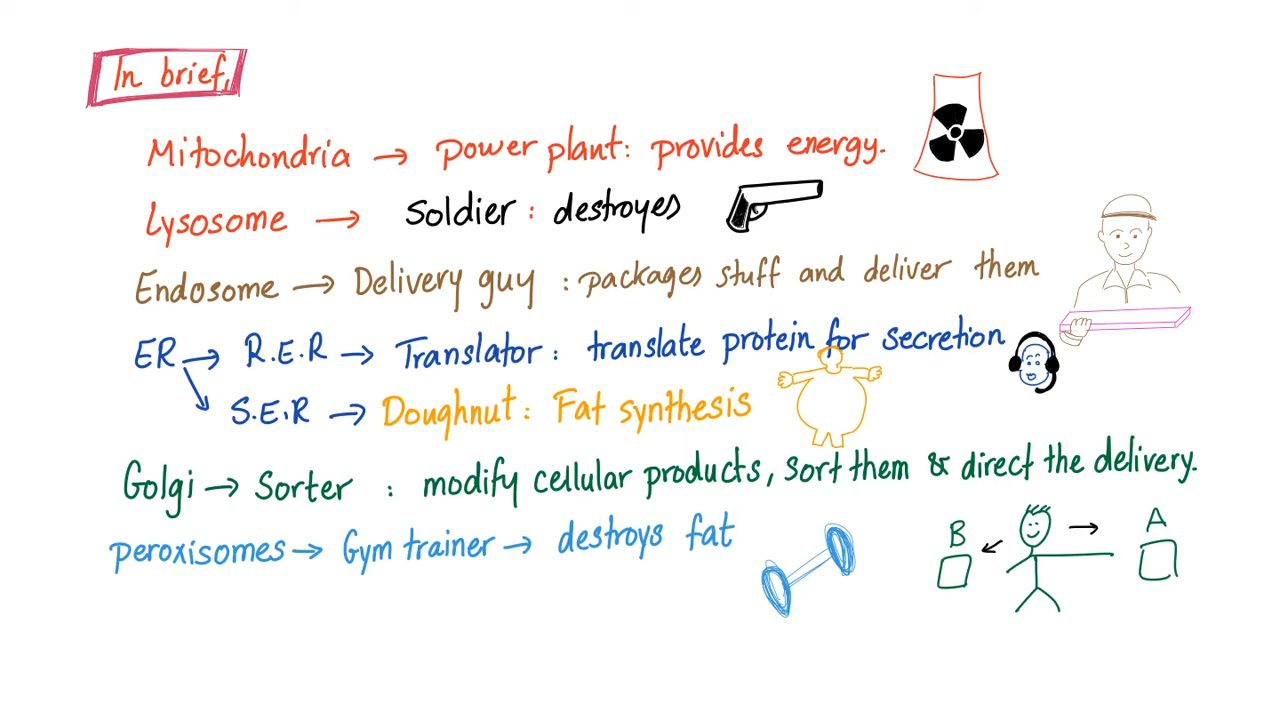 In brief,
Mitochondria → power plant: provides energy.
Lysosome → Soldier : destroyes
Endosome → Delivery guy : packages stuff and deliver them
ER → R.E.R → Translator : translate protein for secretion
↘ S.E.R → Doughnut : Fat synthesis
Golgi → Sorter : modify cellular products, sort them & direct the delivery.
peroxisomes → Gym trainer → destroys fat
B ← → A